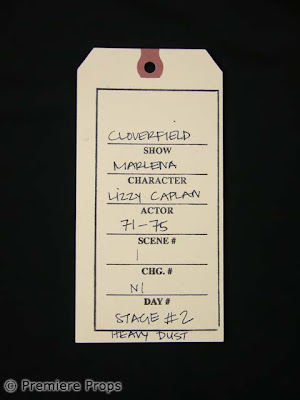 CLOVERFIELD
SHOW
MARLENA
CHARACTER
LIZZY CAPLAN
ACTOR
71-75
SCENE #
1
CHG. #
N1
DAY #
STAGE #2
HEAVY DUST
© Premiere Props